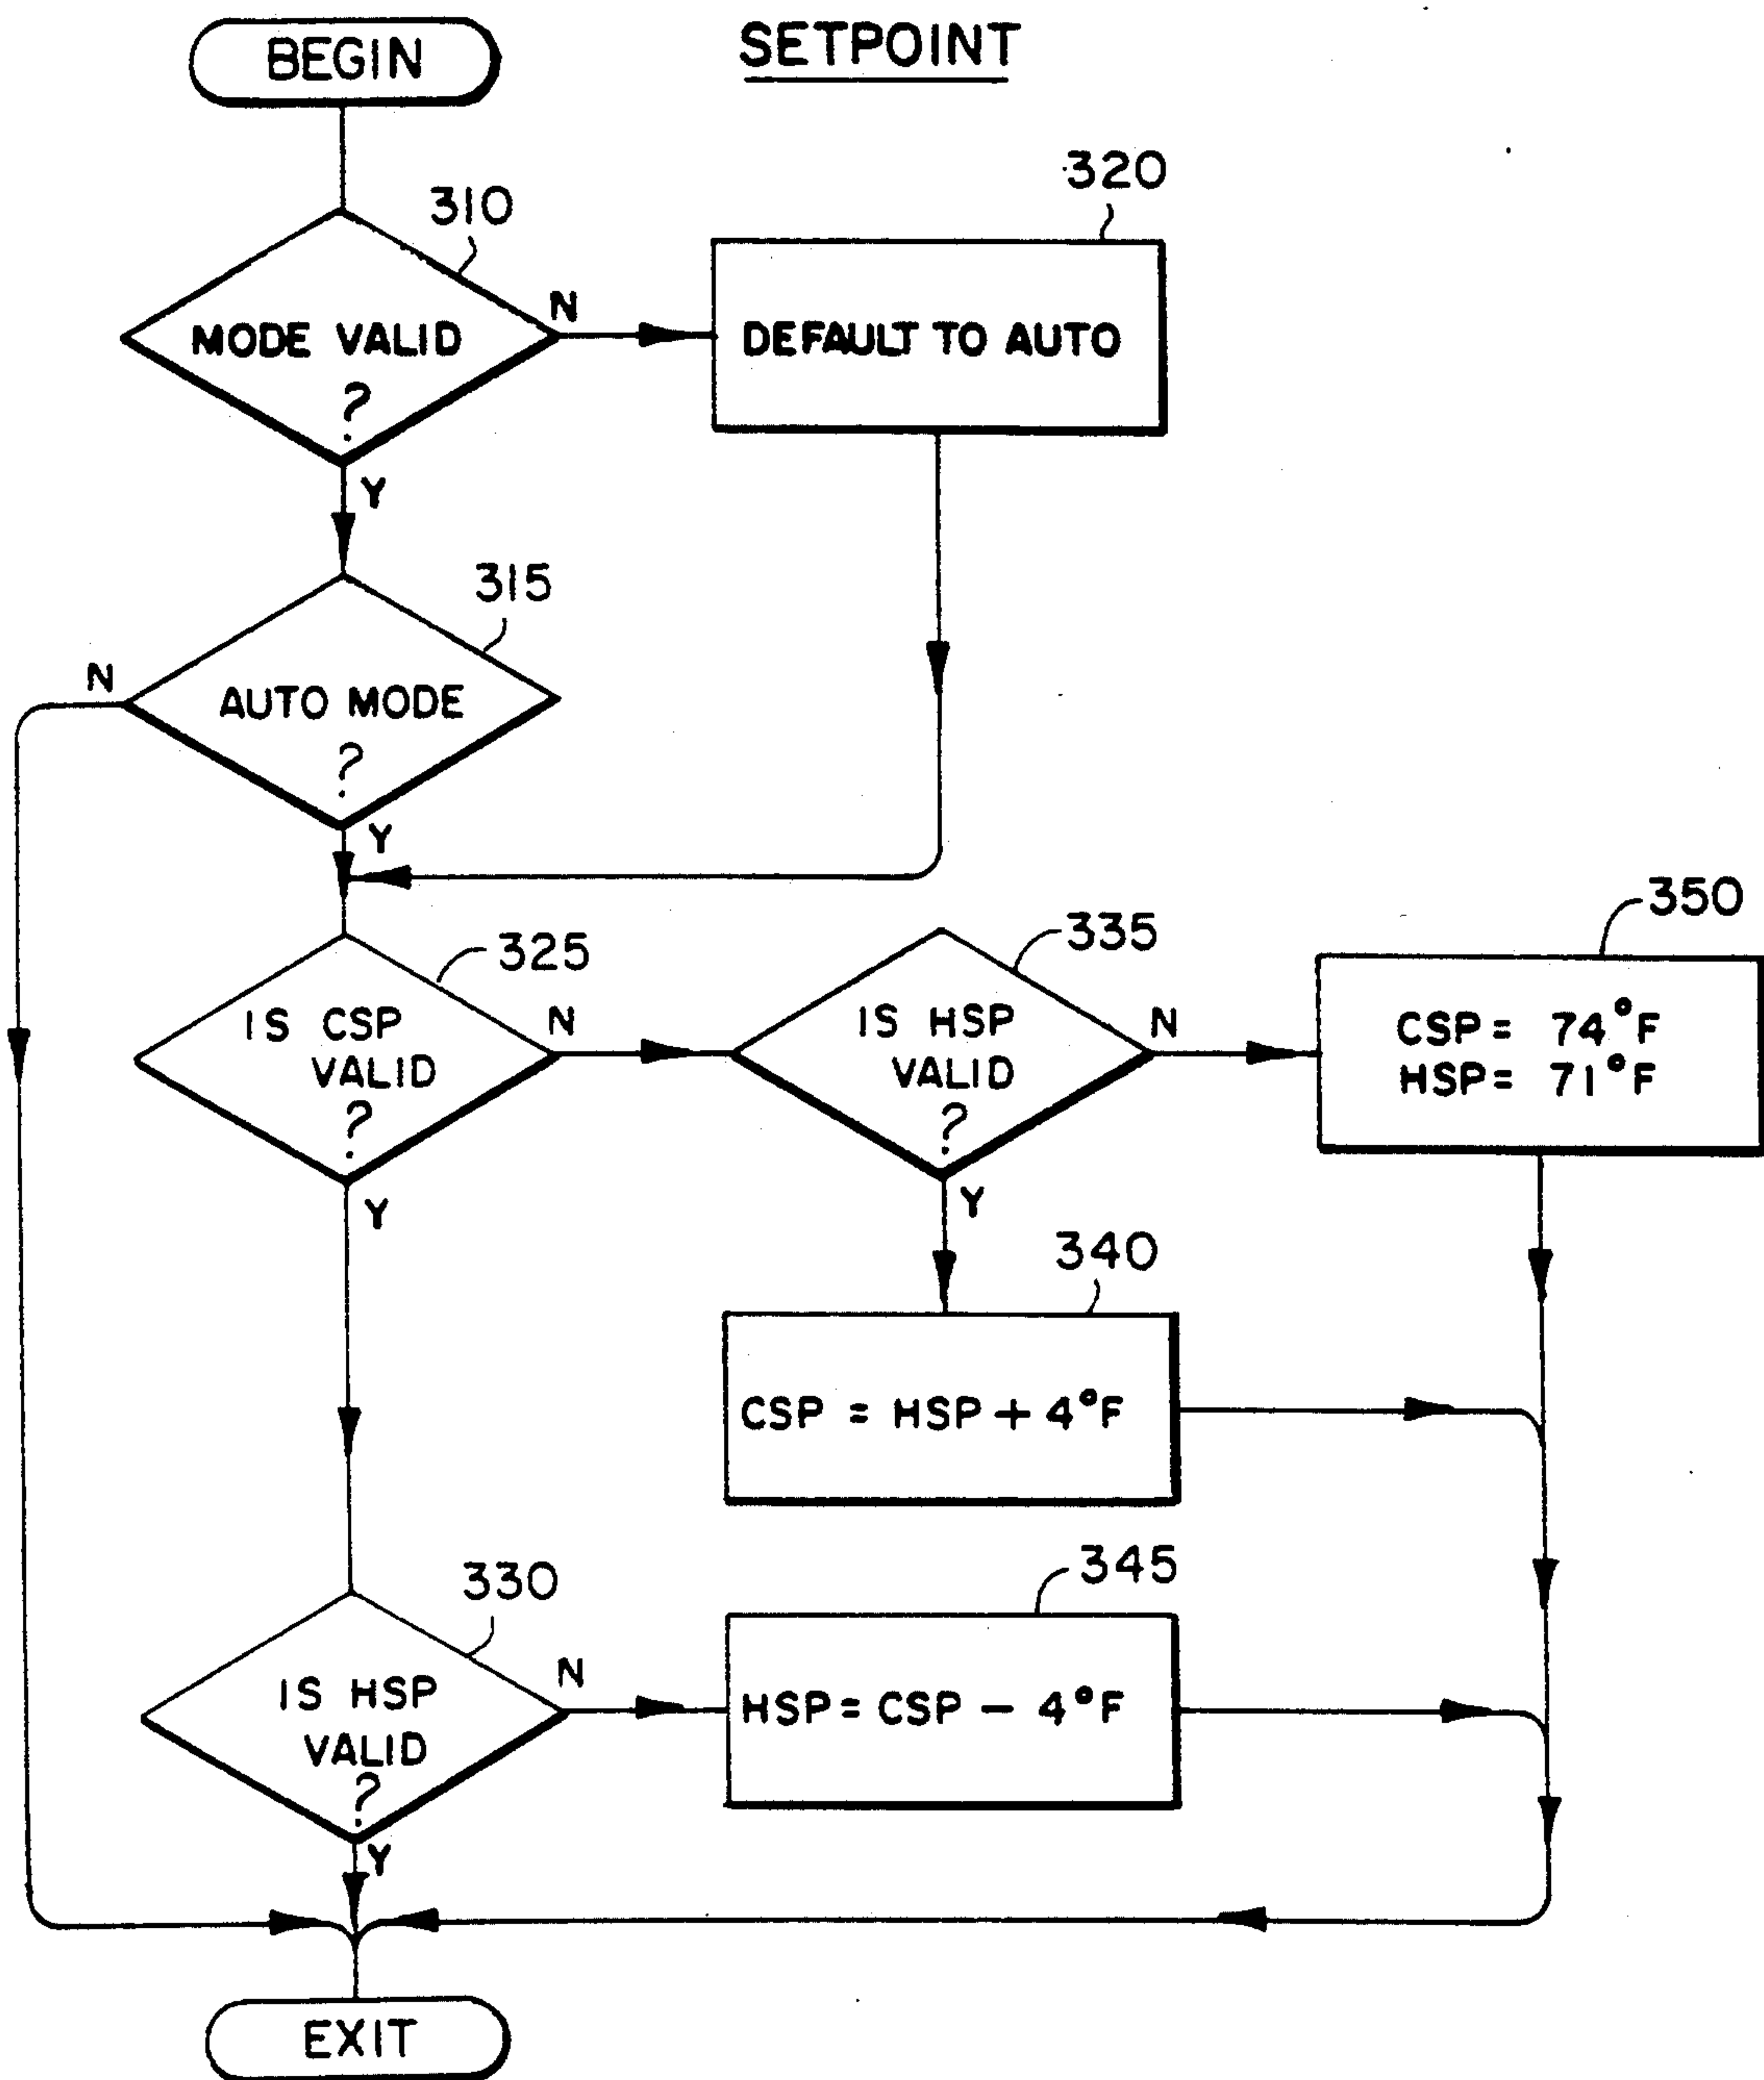 SETPOINT
BEGIN
310
MODE VALID
?
N
Y
320
DEFAULT TO AUTO
315
AUTO MODE
?
N
Y
325
IS CSP
VALID
?
N
Y
335
IS HSP
VALID
?
N
Y
350
CSP = 74°F
HSP = 71°F
340
CSP = HSP + 4°F
330
IS HSP
VALID
?
N
Y
345
HSP = CSP - 4°F
EXIT